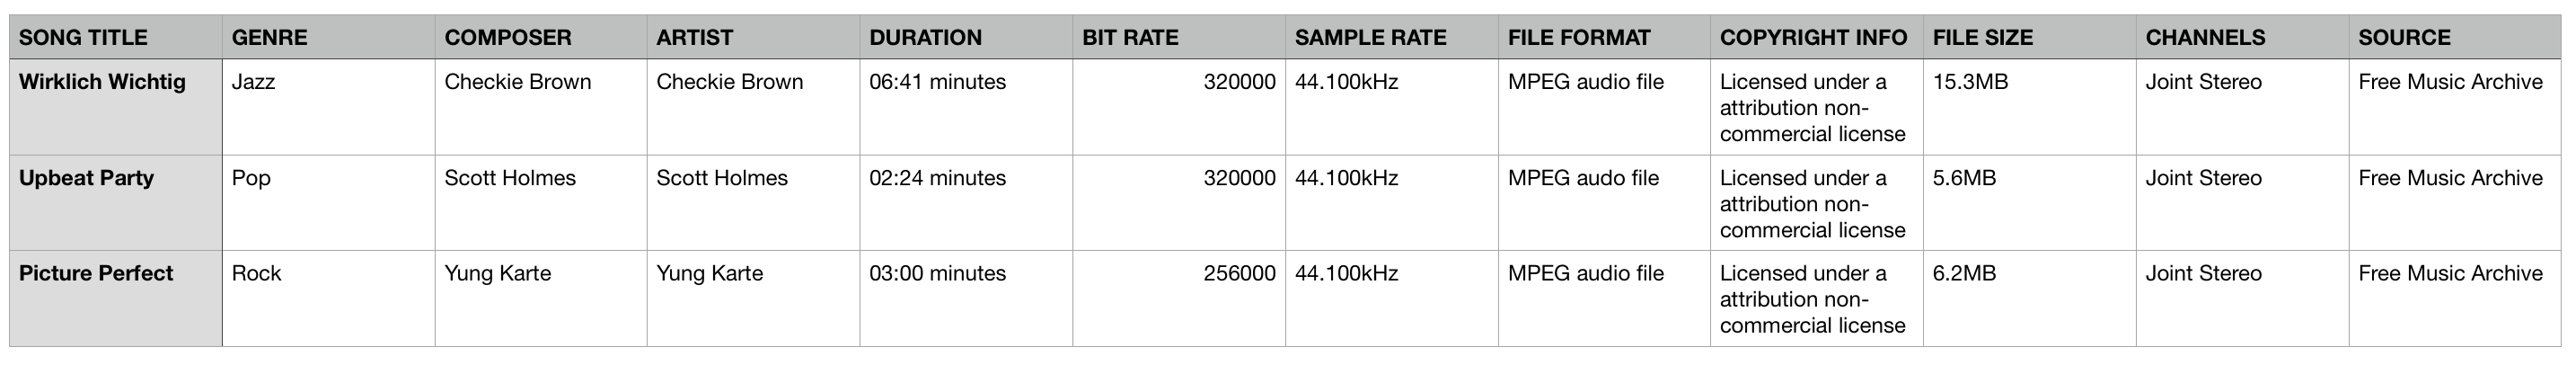 SONG TITLE GENRE COMPOSER ARTIST DURATION BIT RATE SAMPLE RATE FILE FORMAT COPYRIGHT INFO FILE SIZE CHANNELS SOURCE
Wirklich Wichtig Jazz Checkie Brown Checkie Brown 06:41 minutes 320000 44.100kHz MPEG audio file Licensed under a 15.3MB Joint Stereo Free Music Archive
attribution non-
commercial license
Upbeat Party Pop Scott Holmes Scott Holmes 02:24 minutes 320000 44.100kHz MPEG audo file Licensed under a 5.6MB Joint Stereo Free Music Archive
attribution non-
commercial license
Picture Perfect Rock Yung Karte Yung Karte 03:00 minutes 256000 44.100kHz MPEG audio file Licensed under a 6.2MB Joint Stereo Free Music Archive
attribution non-
commercial license